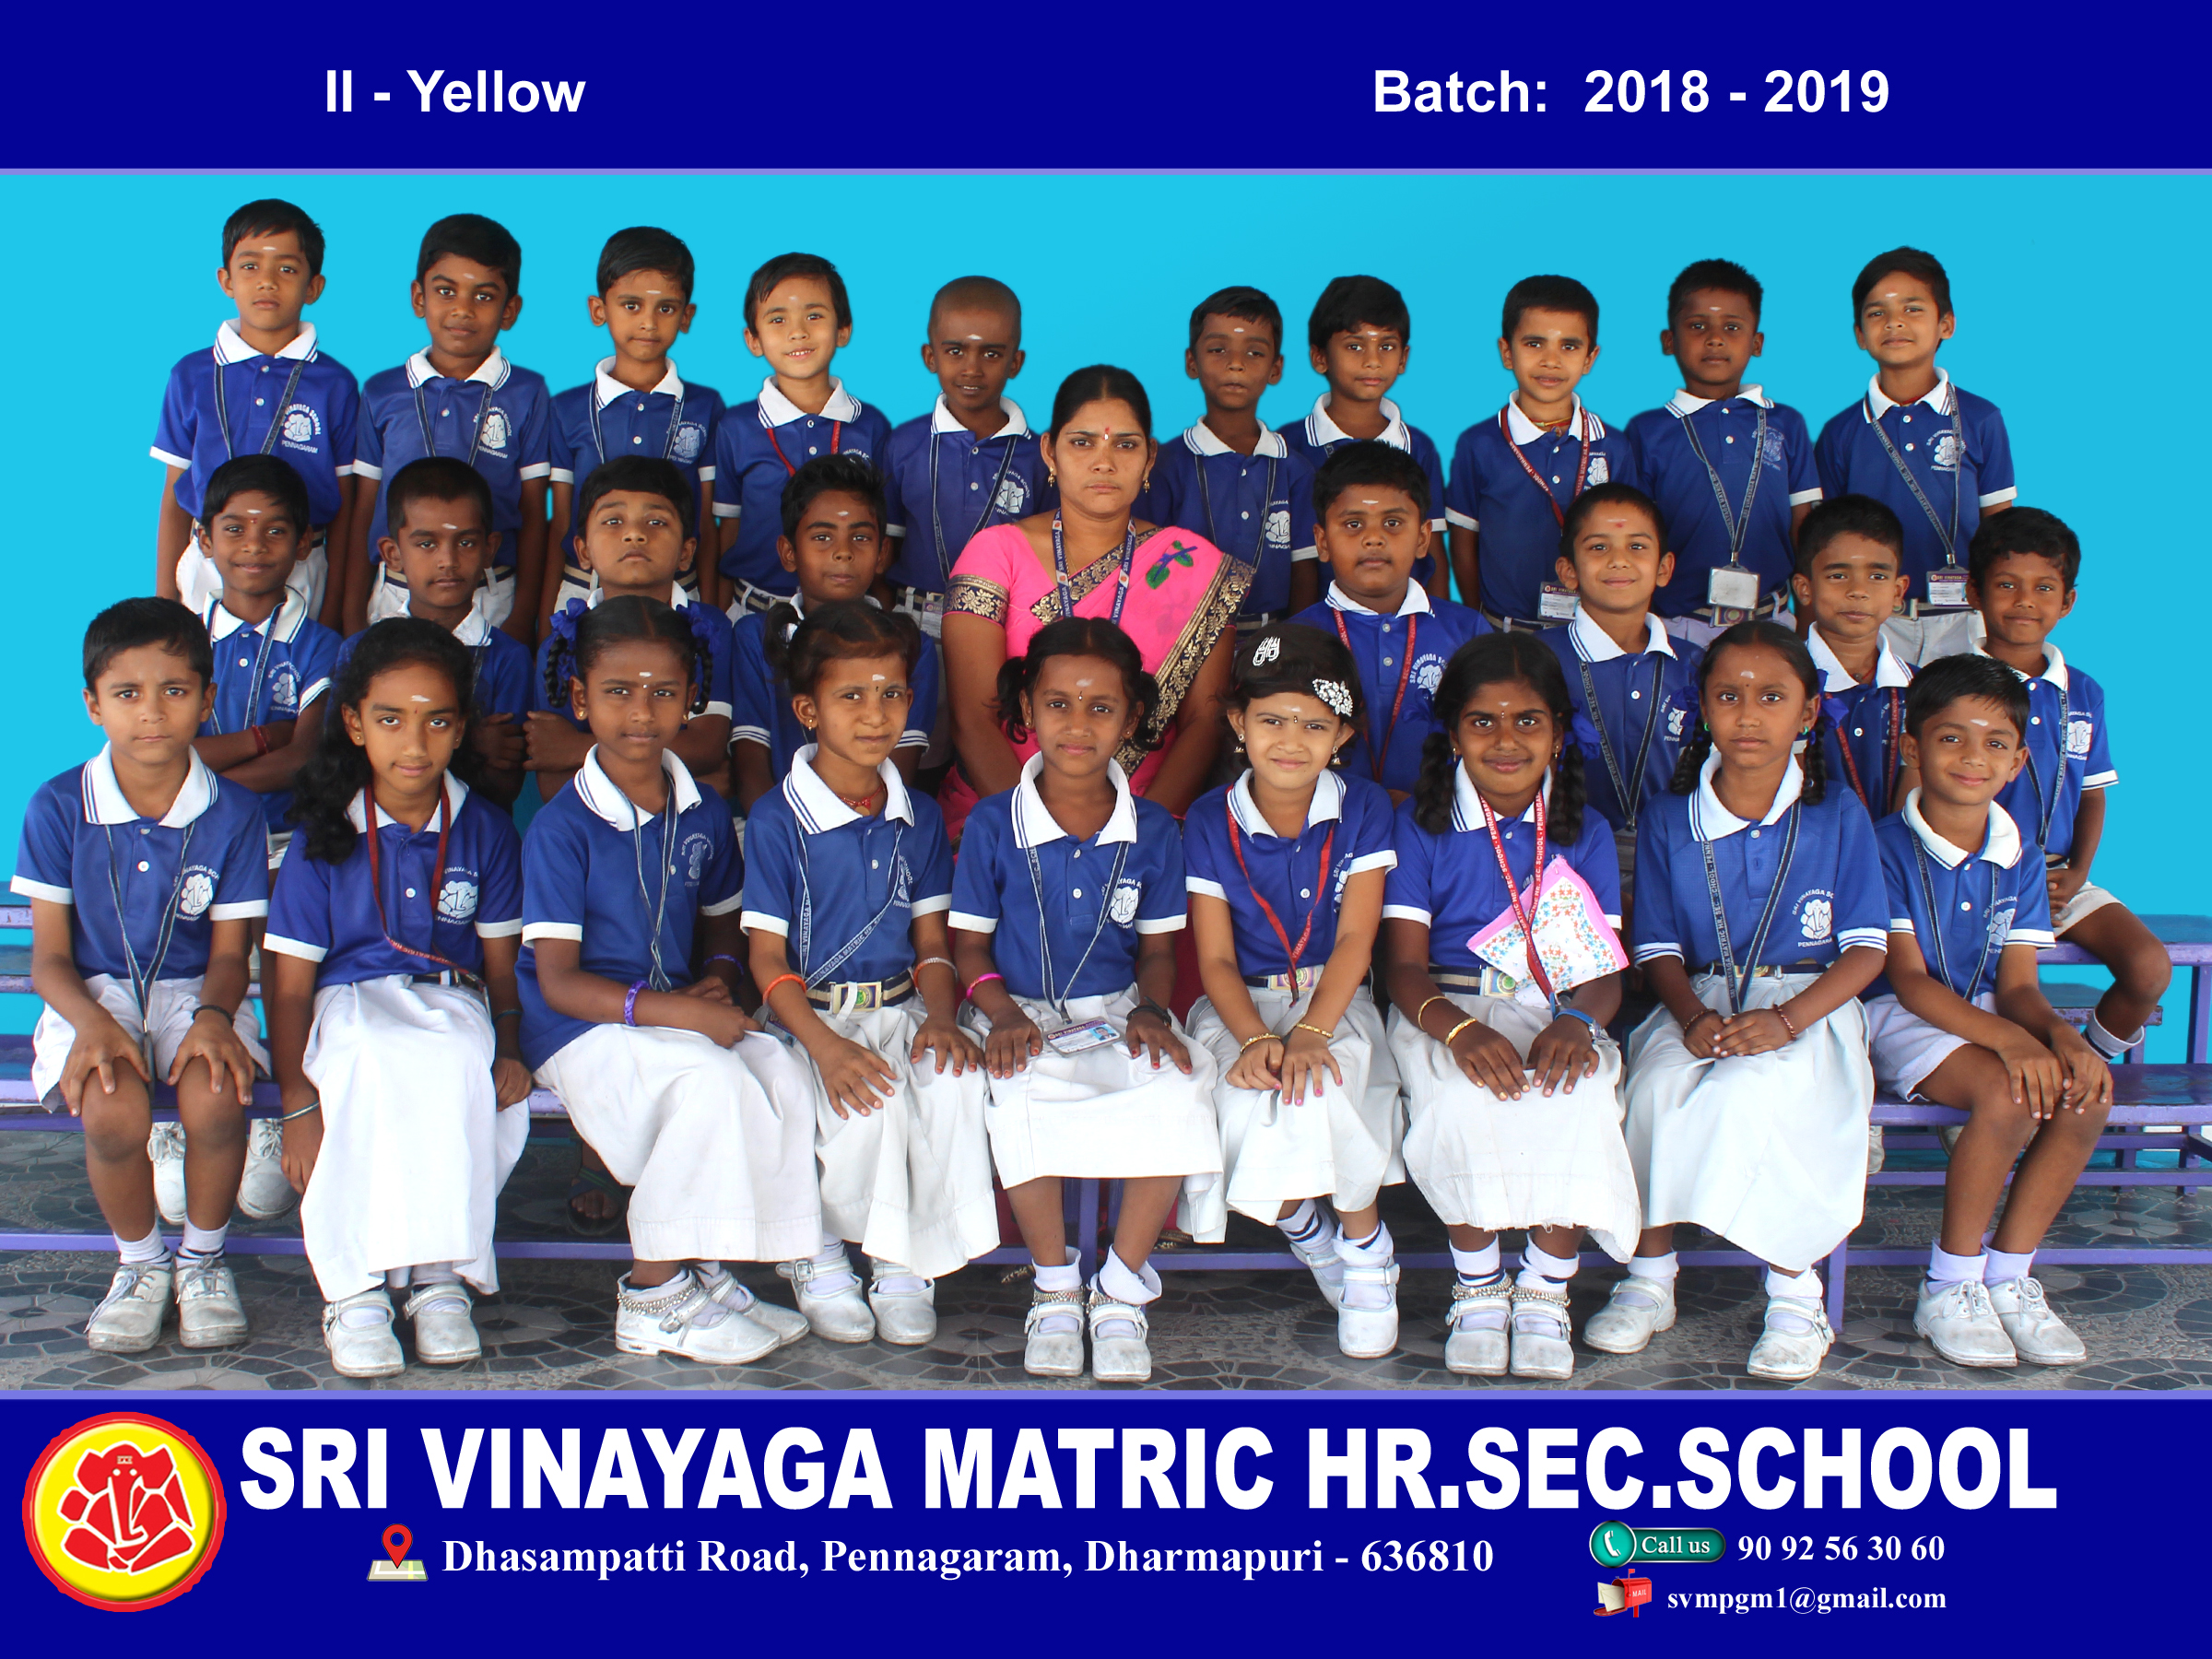 II - Yellow
Batch: 2018 - 2019
SRI VINAYAGA MATRIC HR.SEC.SCHOOL
Dhasampatti Road, Pennagaram, Dharmapuri - 636810
Call us 90 92 56 30 60
MAIL
svmpgm1@gmail.com